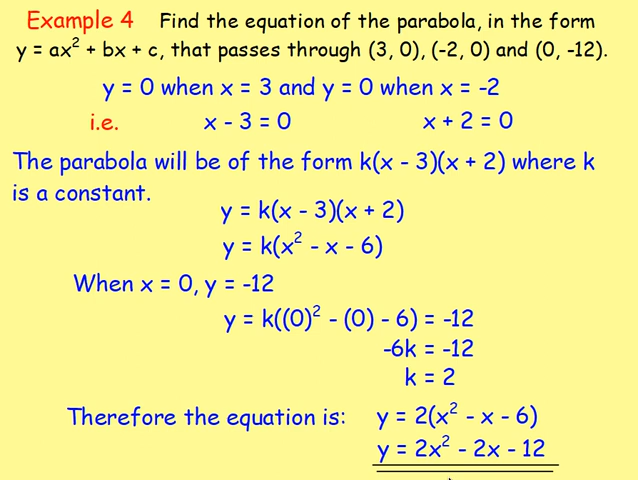 Example 4 Find the equation of the parabola, in the form
y = ax² + bx + c, that passes through (3, 0), (-2, 0) and (0, -12).
y = 0 when x = 3 and y = 0 when x = -2
i.e. x - 3 = 0 x + 2 = 0
The parabola will be of the form k(x - 3)(x + 2) where k
is a constant.
y = k(x - 3)(x + 2)
y = k(x² - x - 6)
When x = 0, y = -12
y = k((0)² - (0) - 6) = -12
-6k = -12
k = 2
Therefore the equation is: y = 2(x² - x - 6)
y = 2x² - 2x - 12